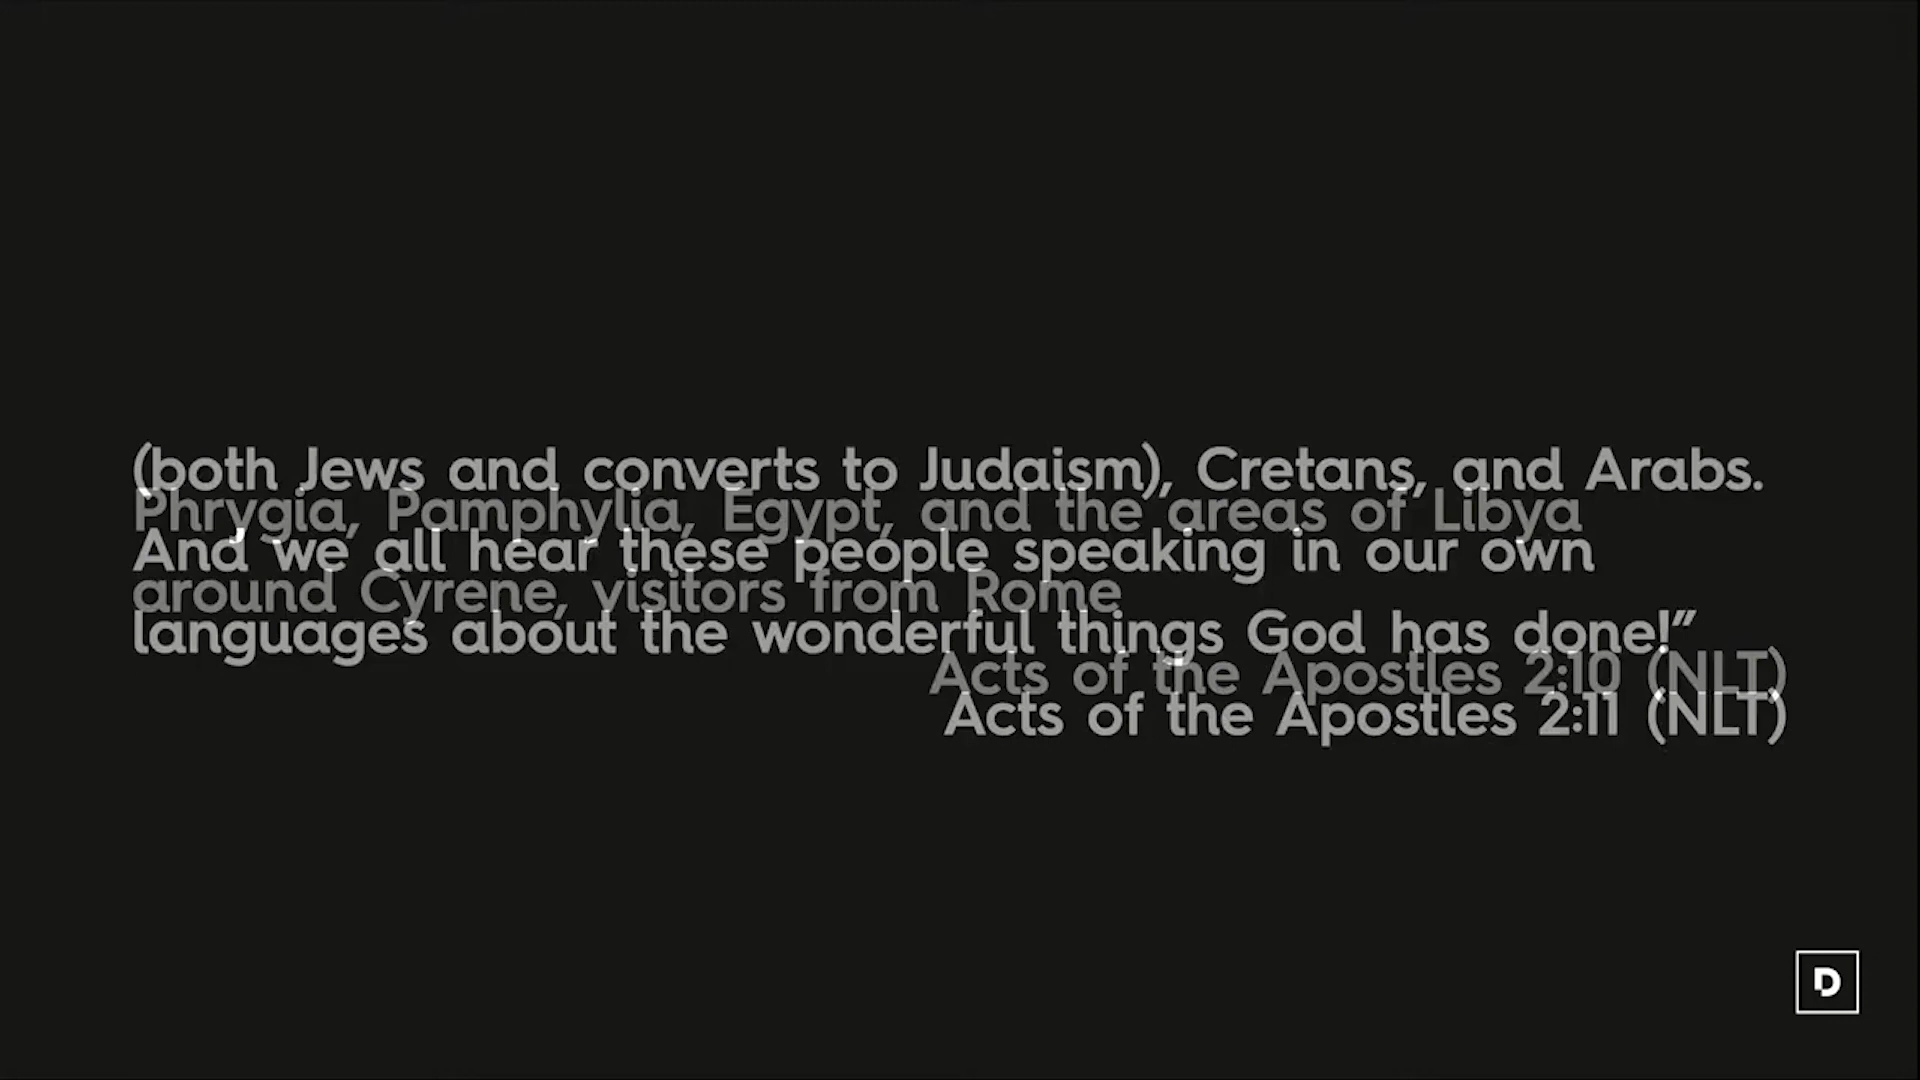 (both Jews and converts to Judaism), Cretans, and Arabs.
Phrygia, Pamphylia, Egypt, and the areas of Libya
And we all hear these people speaking in our own
around Cyrene, visitors from Rome
languages about the wonderful things God has done!”
Acts of the Apostles 2:10 (NLT)
Acts of the Apostles 2:11 (NLT)
D